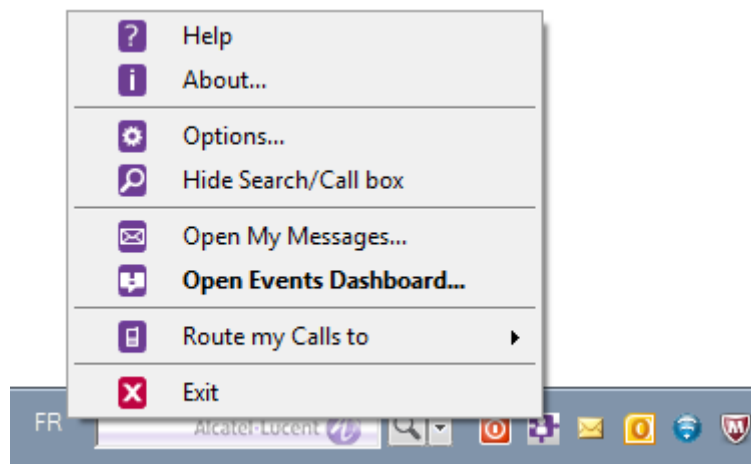 Help
About...
Options...
Hide Search/Call box
Open My Messages...
Open Events Dashboard...
Route my Calls to
Exit
FR
Alcatel-Lucent